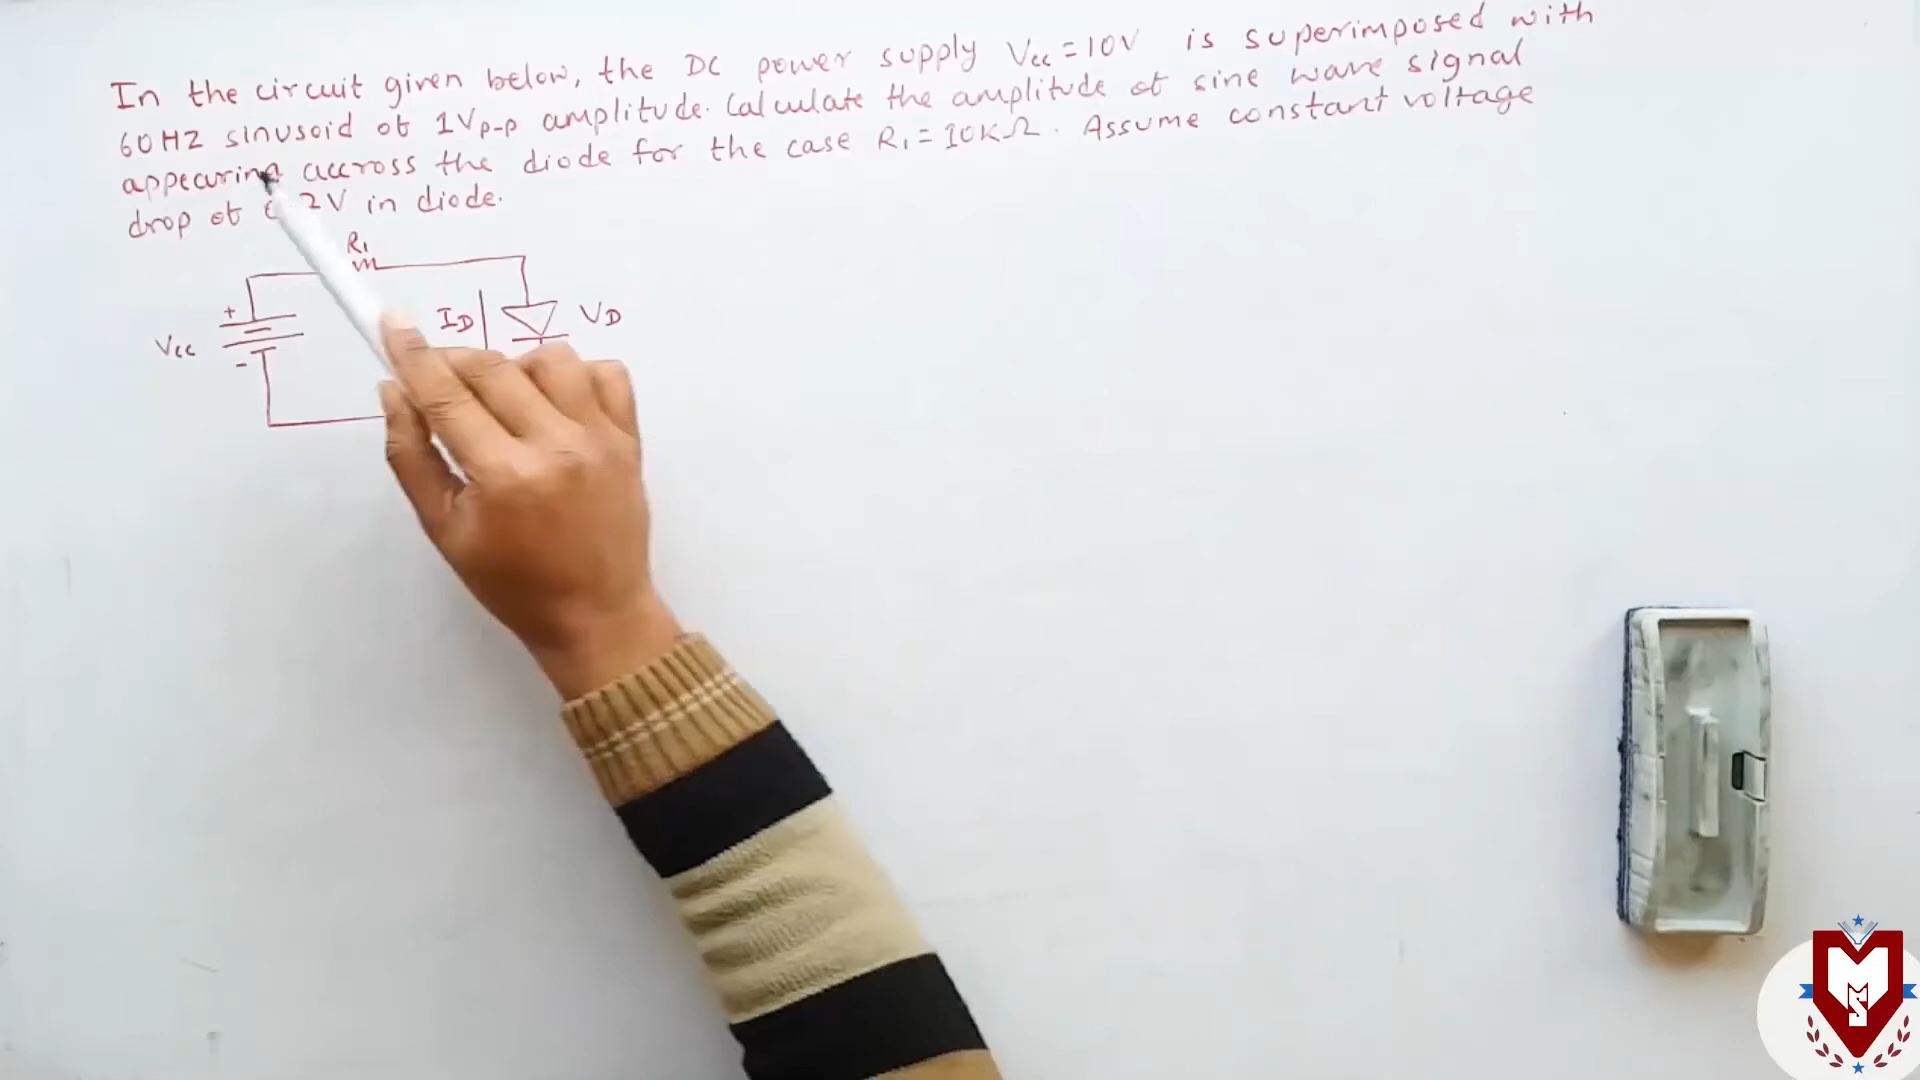 In the circuit given below, the DC power supply Vcc = 10V is superimposed with
60HZ sinusoid of 1Vp-p amplitude. Calculate the amplitude of sine wave signal
appearing accross the diode for the case R1 = 10KΩ. Assume constant voltage
drop of 2V in diode.
R1
+
ID
VD
Vcc
-
MS